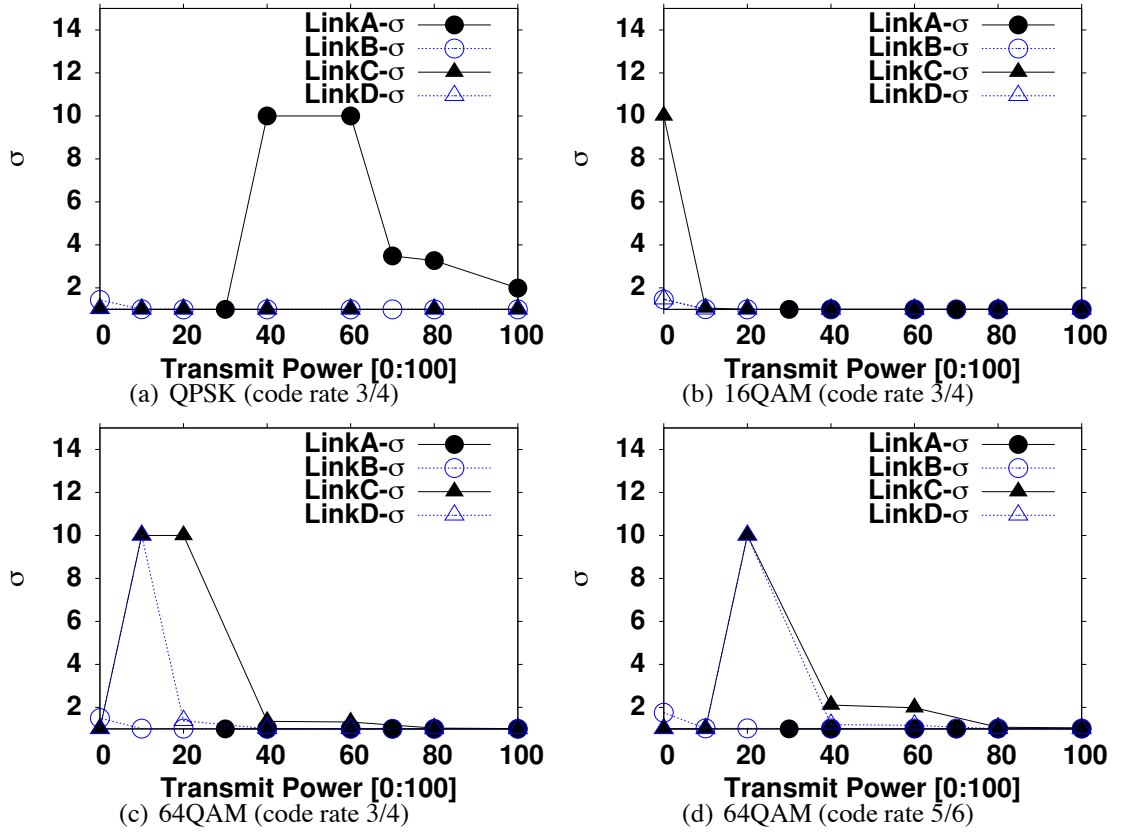 14
12
10
8
6
4
2
σ
LinkA-σ
LinkB-σ
LinkC-σ
LinkD-σ
0 20 40 60 80 100
Transmit Power [0:100]
(a) QPSK (code rate 3/4)
14
12
10
8
6
4
2
σ
LinkA-σ
LinkB-σ
LinkC-σ
LinkD-σ
0 20 40 60 80 100
Transmit Power [0:100]
(b) 16QAM (code rate 3/4)
14
12
10
8
6
4
2
σ
LinkA-σ
LinkB-σ
LinkC-σ
LinkD-σ
0 20 40 60 80 100
Transmit Power [0:100]
(c) 64QAM (code rate 3/4)
14
12
10
8
6
4
2
σ
LinkA-σ
LinkB-σ
LinkC-σ
LinkD-σ
0 20 40 60 80 100
Transmit Power [0:100]
(d) 64QAM (code rate 5/6)